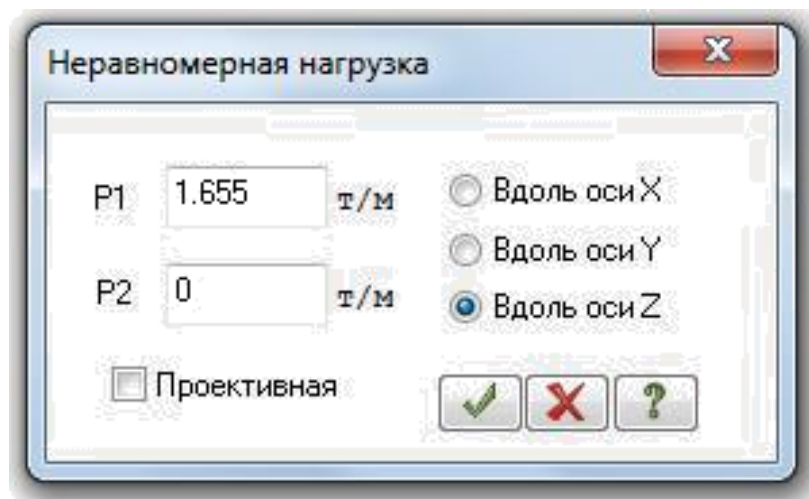 Неравномерная нагрузка
P1 1.655 т/м
P2 0 т/м
Вдоль оси X
Вдоль оси Y
Вдоль оси Z
Проективная
?